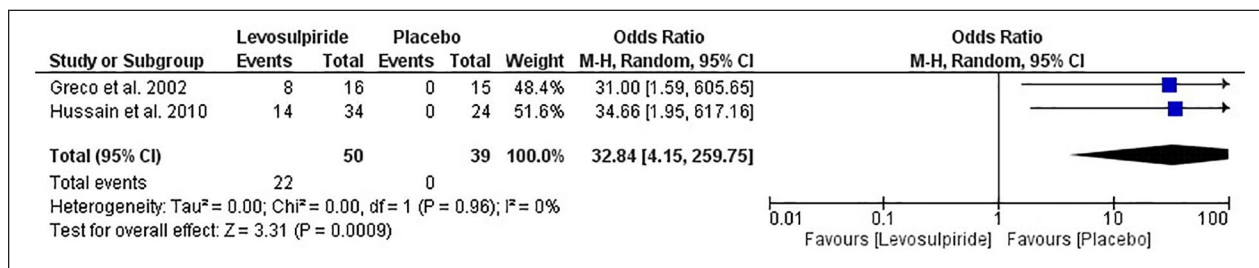 Levosulpiride Placebo Odds Ratio Odds Ratio
Study or Subgroup Events Total Events Total Weight M-H, Random, 95% CI M-H, Random, 95% CI
Greco et al. 2002 8 16 0 15 48.4% 31.00 [1.59, 605.65]
Hussain et al. 2010 14 34 0 24 51.6% 34.66 [1.95, 617.16]
Total (95% CI) 50 39 100.0% 32.84 [4.15, 259.75]
Total events 22 0
Heterogeneity: Tau² = 0.00; Chi² = 0.00, df = 1 (P = 0.96); I² = 0%
Test for overall effect: Z = 3.31 (P = 0.0009)
0.01 0.1 1 10 100
Favours [Levosulpiride] Favours [Placebo]